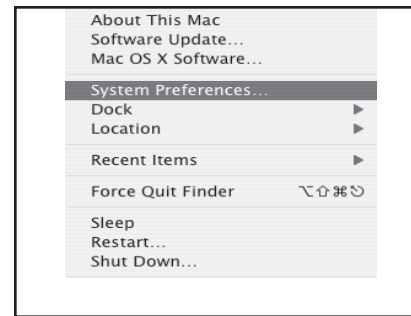 About This Mac
Software Update...
Mac OS X Software...
System Preferences...
Dock ▶
Location ▶
Recent Items ▶
Force Quit Finder ⌥⇧⌘⎋
Sleep
Restart...
Shut Down...